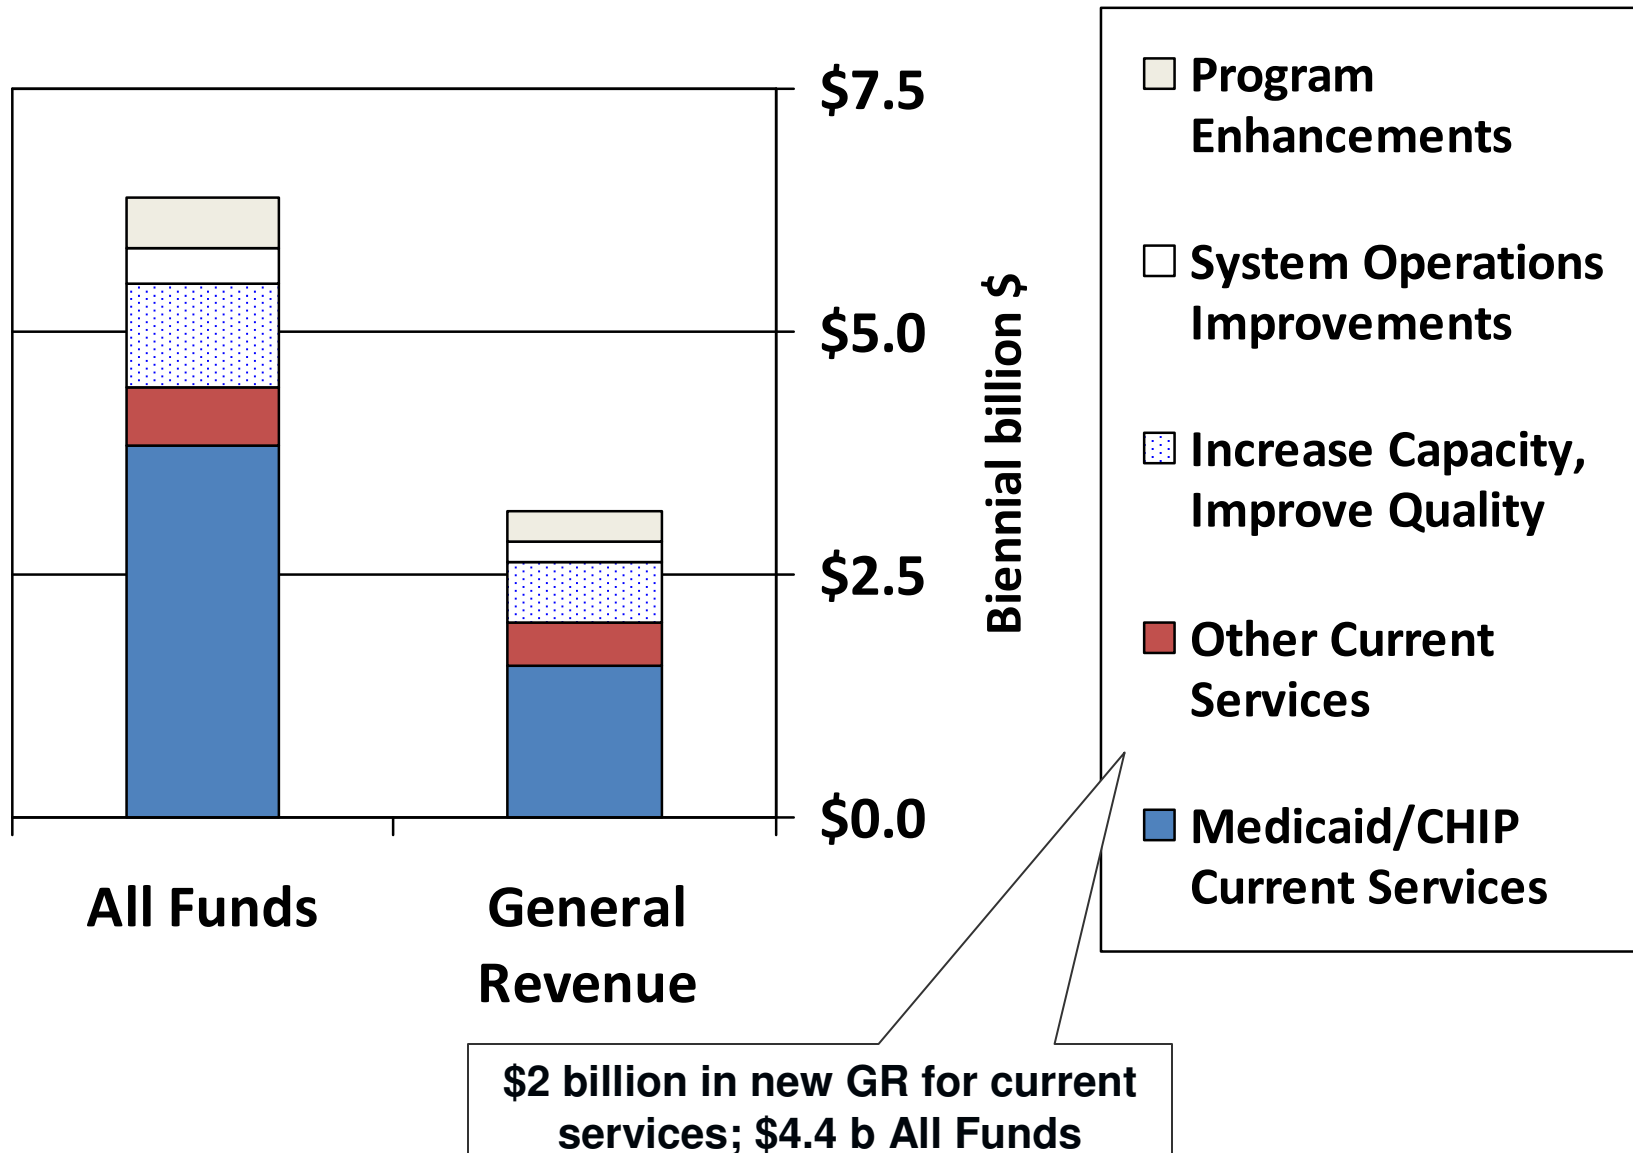 $7.5
$5.0
$2.5
$0.0
Biennial billion $
All Funds
General
Revenue
Program
Enhancements
System Operations
Improvements
Increase Capacity,
Improve Quality
Other Current
Services
Medicaid/CHIP
Current Services
$2 billion in new GR for current
services; $4.4 b All Funds